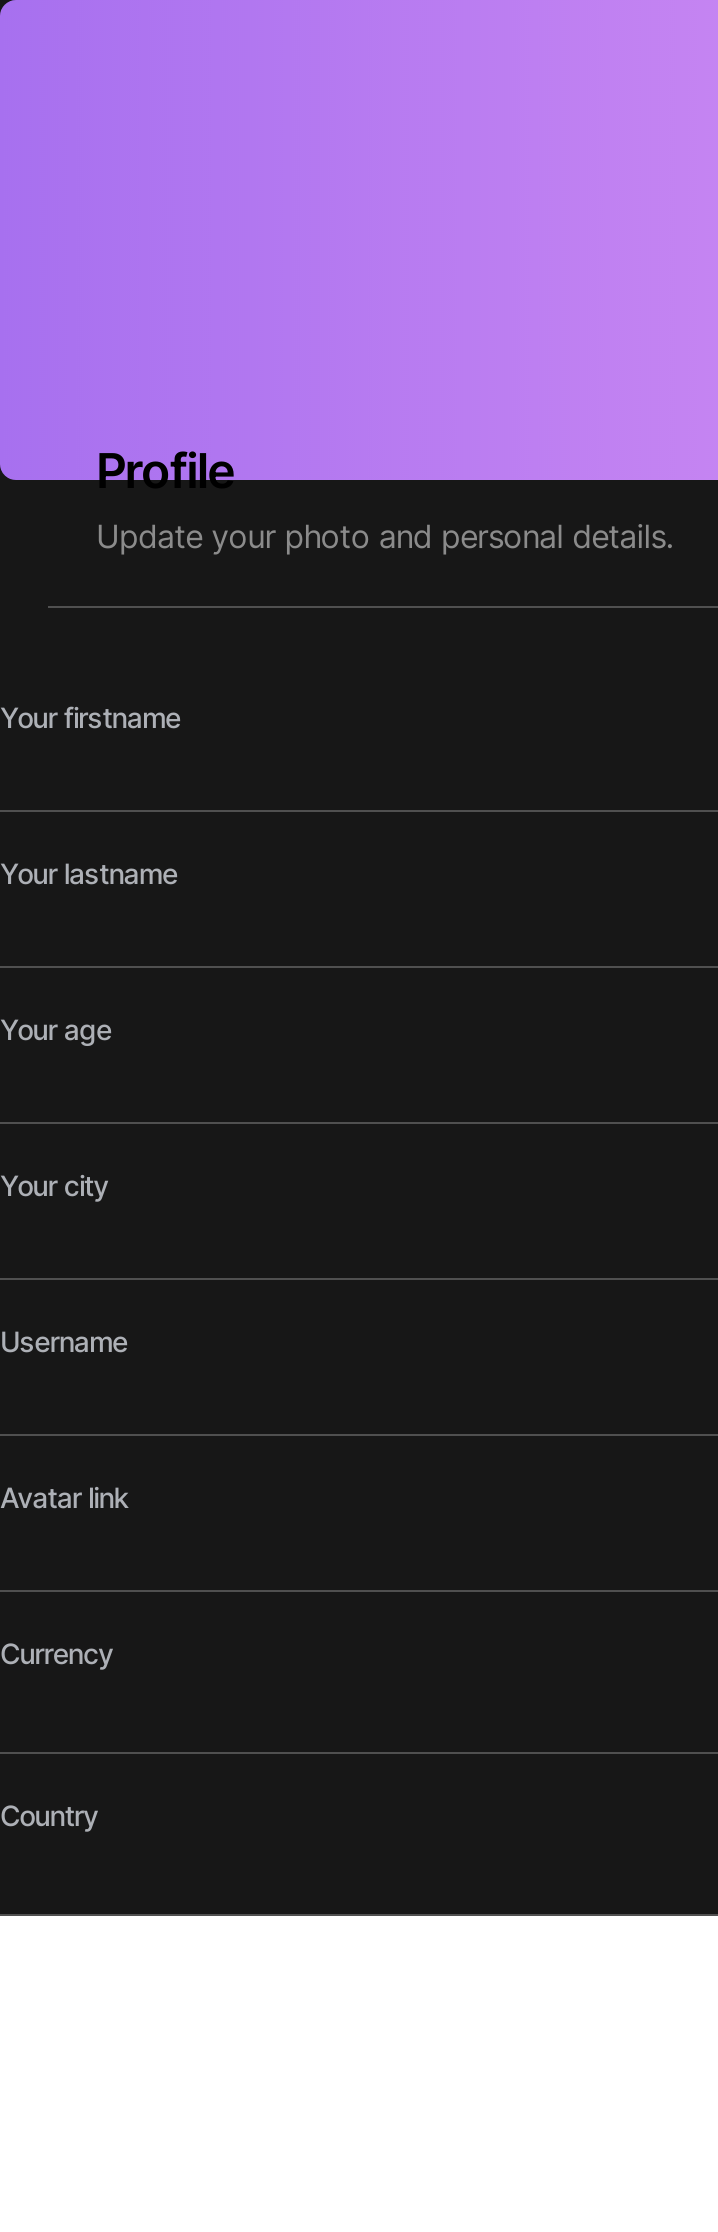 Profile
Update your photo and personal details.
Your firstname
Your lastname
Your age
Your city
Username
Avatar link
Currency
Country